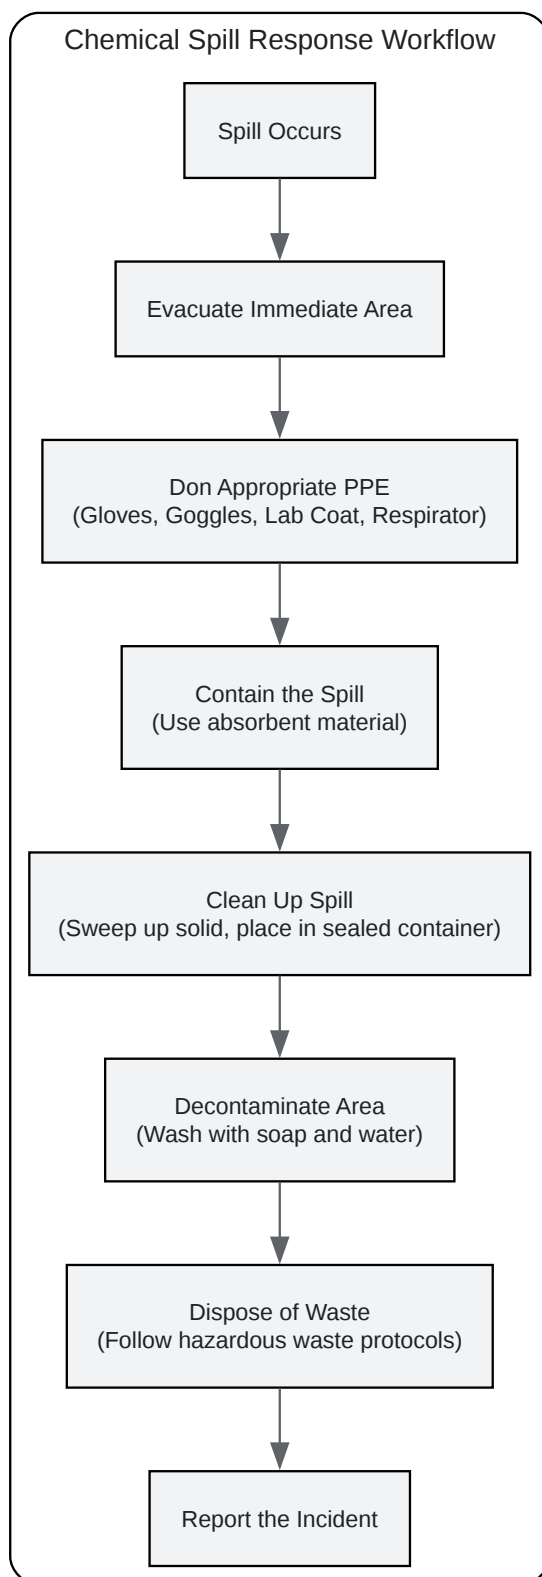 Chemical Spill Response Workflow
Spill Occurs
Evacuate Immediate Area
Don Appropriate PPE
(Gloves, Goggles, Lab Coat, Respirator)
Contain the Spill
(Use absorbent material)
Clean Up Spill
(Sweep up solid, place in sealed container)
Decontaminate Area
(Wash with soap and water)
Dispose of Waste
(Follow hazardous waste protocols)
Report the Incident